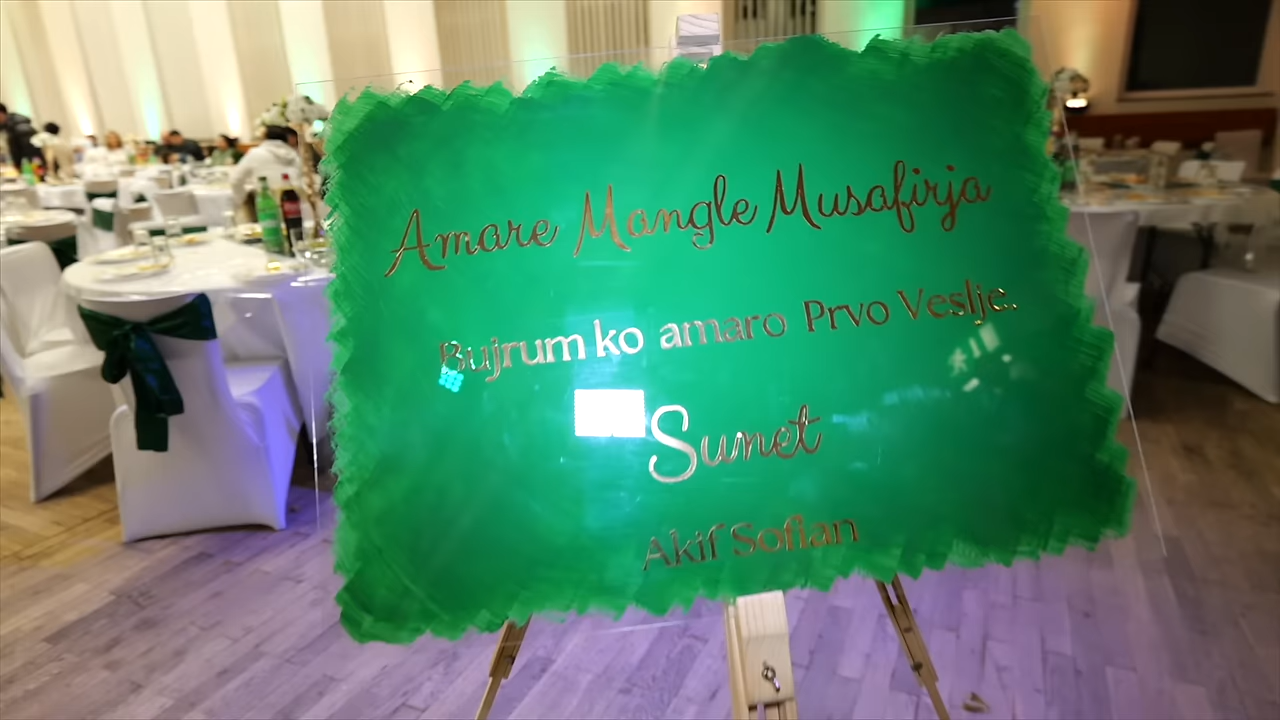 Amare Mangle Musafirja
Bujrum ko amaro Prvo Veslje.
Sunet
Akif Sofian